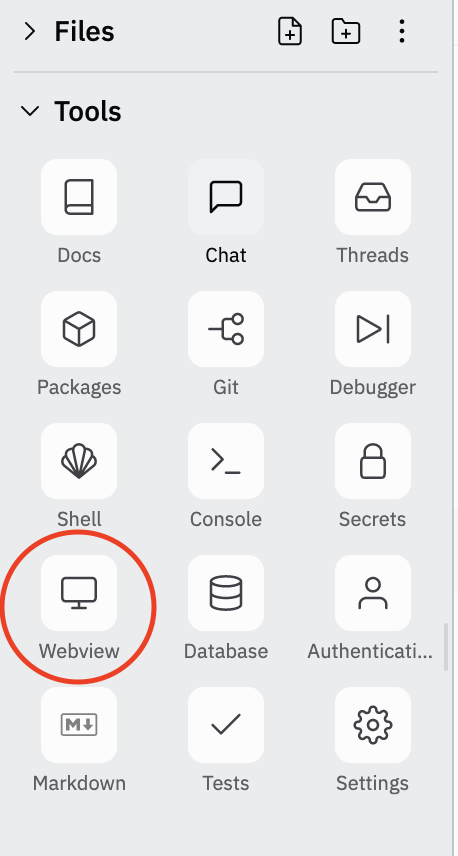 Files
Tools
Docs Chat Threads
Packages Git Debugger
Shell Console Secrets
Webview Database Authenticati...
M
Markdown Tests Settings